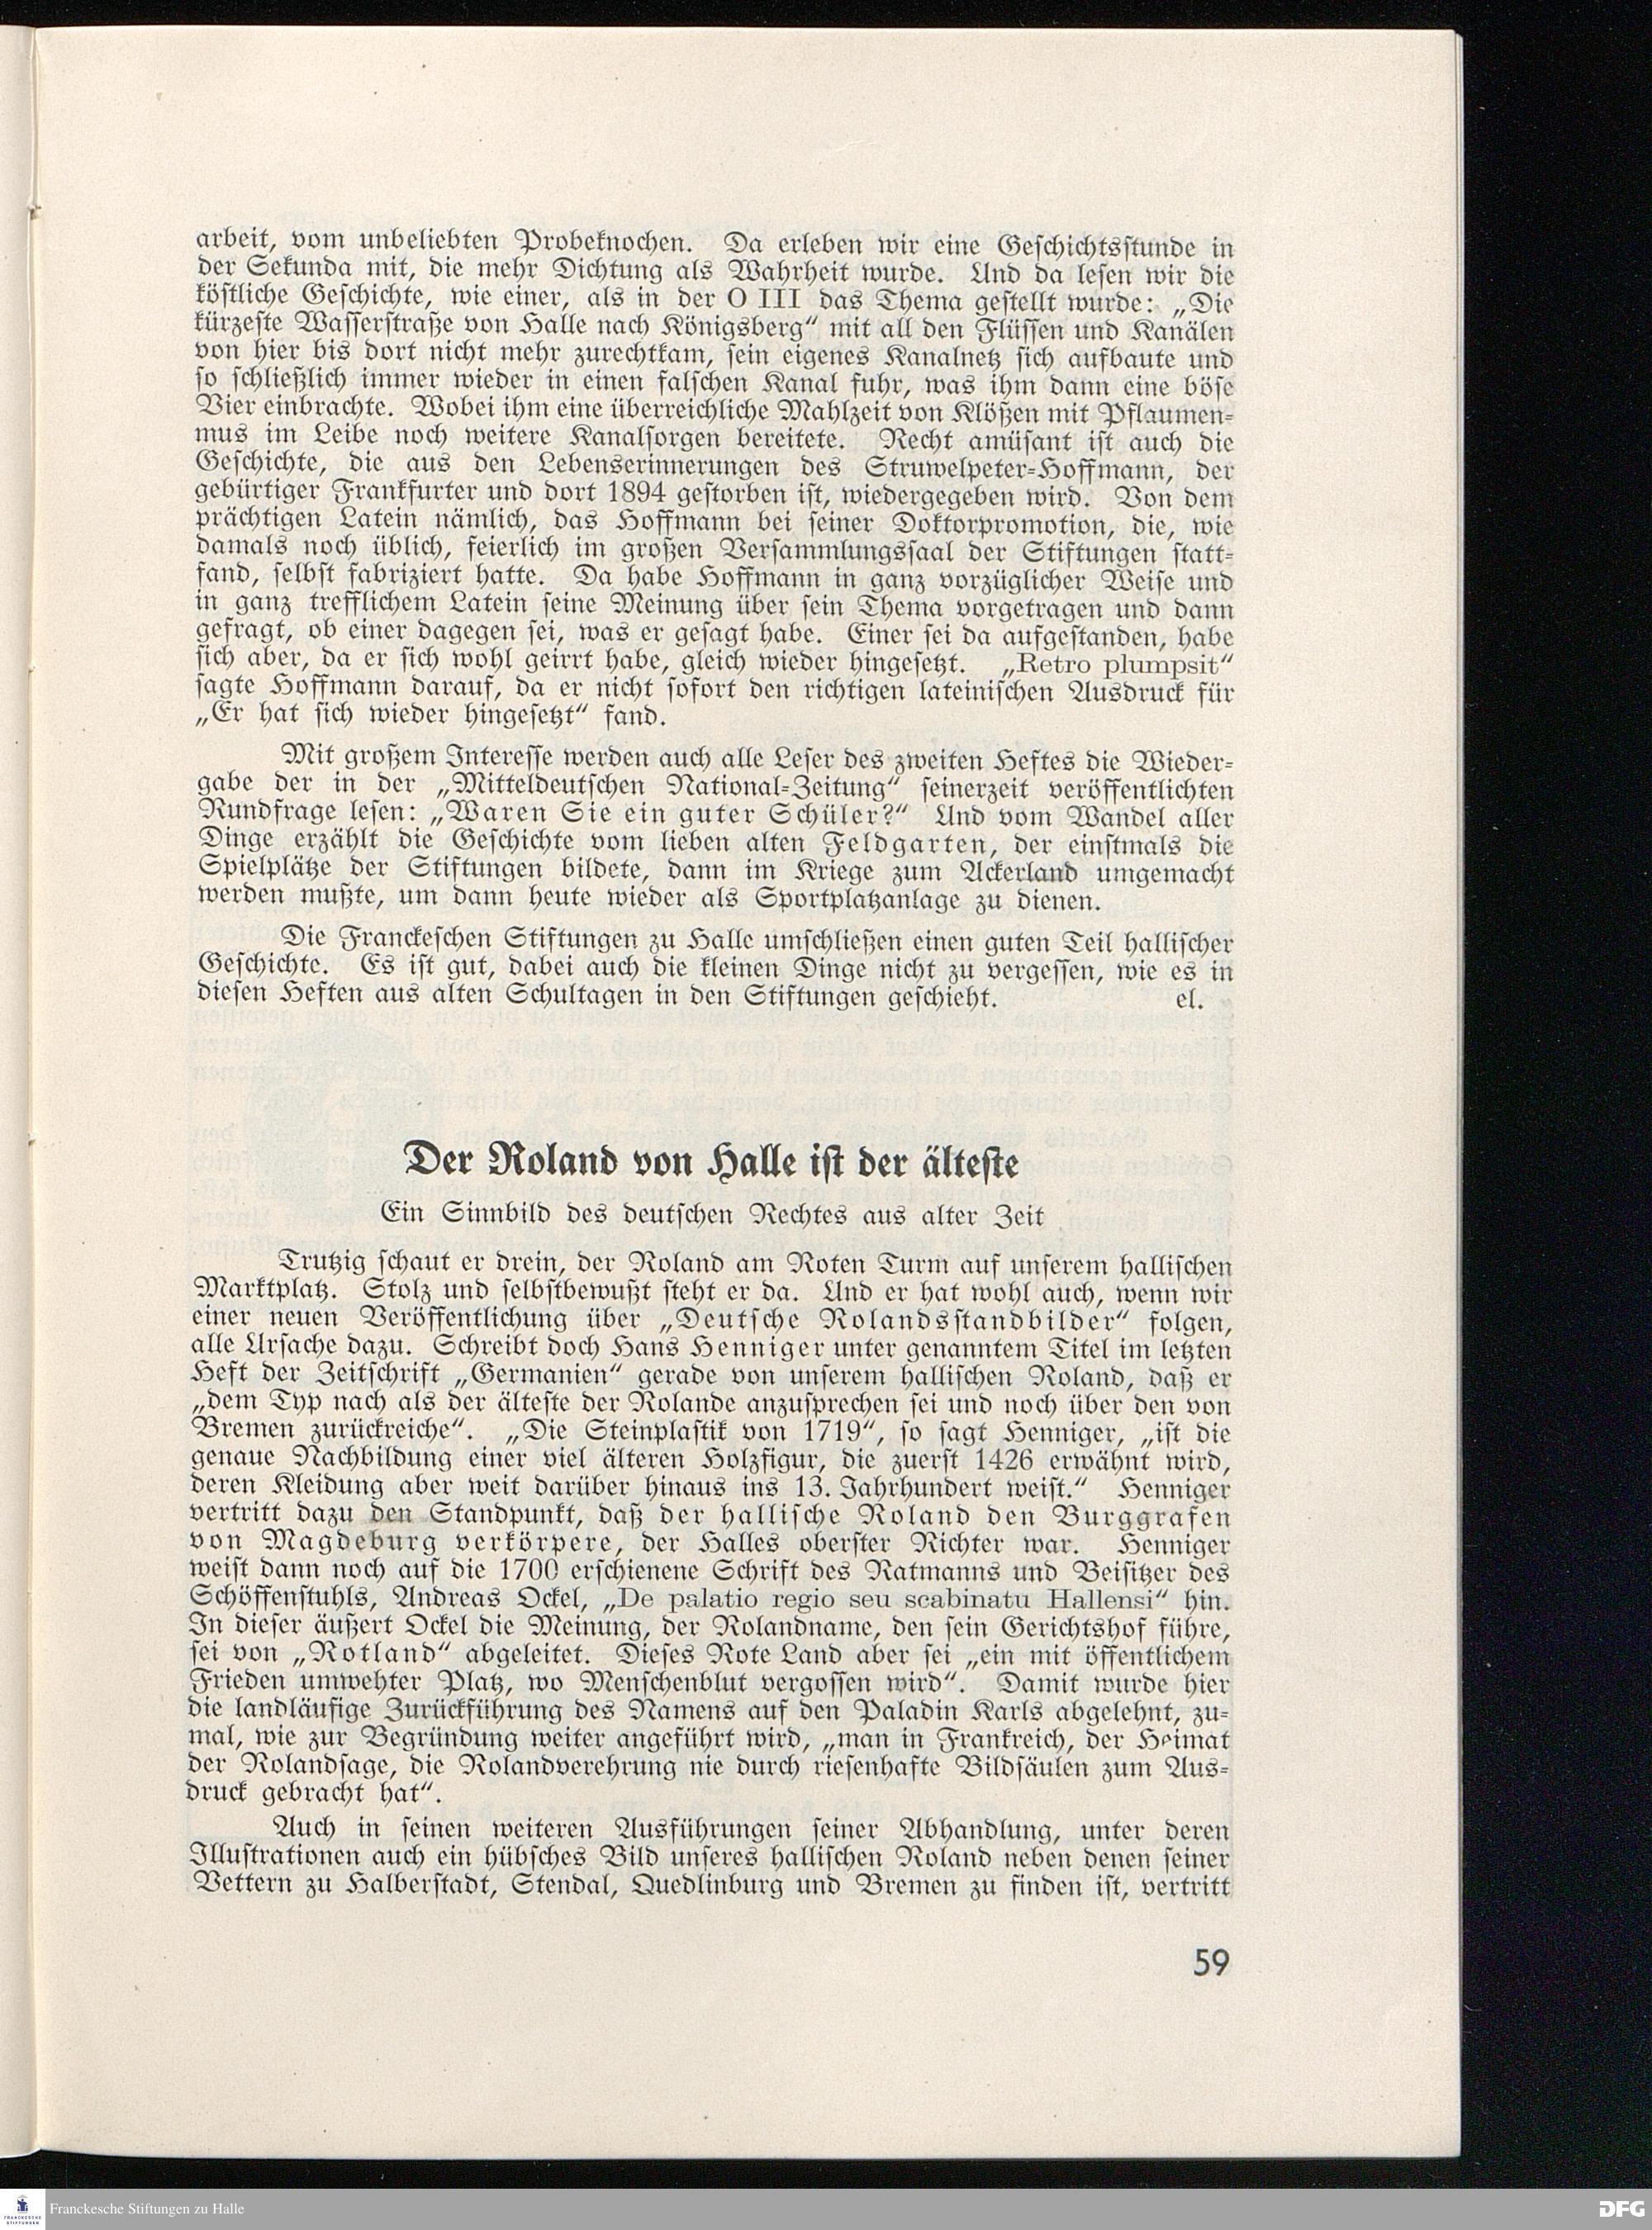 arbeit, vom unbeliebten Probeknochen. Da erleben wir eine Geschichtsstunde in
der Sekunda mit, die mehr Dichtung als Wahrheit wurde. Und da lesen wir die
köstliche Geschichte, wie einer, als in der O III das Thema gestellt wurde: „Die
kürzeste Wasserstraße von Halle nach Königsberg“ mit all den Flüssen und Kanälen
von hier bis dort nicht mehr zurechtkam, sein eigenes Kanalnetz sich aufbaute und
so schließlich immer wieder in einen falschen Kanal fuhr, was ihm dann eine böse
Vier einbrachte. Wobei ihm eine überreichliche Mahlzeit von Klößen mit Pflaumen-
mus im Leibe noch weitere Kanalsorgen bereitete. Recht amüsant ist auch die
Geschichte, die aus den Lebenserinnerungen des Struwelpeter-Hoffmann, der
gebürtiger Frankfurter und dort 1894 gestorben ist, wiedergegeben wird. Von dem
prächtigen Latein nämlich, das Hoffmann bei seiner Doktorpromotion, die, wie
damals noch üblich, feierlich im großen Versammlungssaal der Stiftungen statt-
fand, selbst fabriziert hatte. Da habe Hoffmann in ganz vorzüglicher Weise und
in ganz trefflichem Latein seine Meinung über sein Thema vorgetragen und dann
gefragt, ob einer dagegen sei, was er gesagt habe. Einer sei da aufgestanden, habe
sich aber, da er sich wohl geirrt habe, gleich wieder hingesetzt. „Retro plumpsit“
sagte Hoffmann darauf, da er nicht sofort den richtigen lateinischen Ausdruck für
„Er hat sich wieder hingesetzt“ fand.
Mit großem Interesse werden auch alle Leser des zweiten Heftes die Wieder-
gabe der in der „Mitteldeutschen National-Zeitung“ seinerzeit veröffentlichten
Rundfrage lesen: „Waren Sie ein guter Schüler?“ Und vom Wandel aller
Dinge erzählt die Geschichte vom lieben alten Feldgarten, der einstmals die
Spielplätze der Stiftungen bildete, dann im Kriege zum Ackerland umgemacht
werden mußte, um dann heute wieder als Sportplatzanlage zu dienen.
Die Franckeschen Stiftungen zu Halle umschließen einen guten Teil hallischer
Geschichte. Es ist gut, dabei auch die kleinen Dinge nicht zu vergessen, wie es in
diesen Heften aus alten Schultagen in den Stiftungen geschieht. el.
Der Roland von Halle ist der älteste
Ein Sinnbild des deutschen Rechtes aus alter Zeit
Trutzig schaut er drein, der Roland am Roten Turm auf unserem hallischen
Marktplatz. Stolz und selbstbewußt steht er da. Und er hat wohl auch, wenn wir
einer neuen Veröffentlichung über „Deutsche Rolandsstandbilder“ folgen,
alle Ursache dazu. Schreibt doch Hans Henniger unter genanntem Titel im letzten
Heft der Zeitschrift „Germanien“ gerade von unserem hallischen Roland, daß er
„dem Typ nach als der älteste der Rolande anzusprechen sei und noch über den von
Bremen zurückreiche“. „Die Steinplastik von 1719“, so sagt Henniger, „ist die
genaue Nachbildung einer viel älteren Holzfigur, die zuerst 1426 erwähnt wird,
deren Kleidung aber weit darüber hinaus ins 13. Jahrhundert weist.“ Henniger
vertritt dazu den Standpunkt, daß der hallische Roland den Burggrafen
von Magdeburg verkörpere, der Halles oberster Richter war. Henniger
weist dann noch auf die 1700 erschienene Schrift des Ratmanns und Beisitzer des
Schöffenstuhls, Andreas Ockel, „De palatio regio seu scabinatu Hallensi“ hin.
In dieser äußert Ockel die Meinung, der Rolandname, den sein Gerichtshof führe,
sei von „Rotland“ abgeleitet. Dieses Rote Land aber sei „ein mit öffentlichem
Frieden umwehter Platz, wo Menschenblut vergossen wird“. Damit wurde hier
die landläufige Zurückführung des Namens auf den Paladin Karls abgelehnt, zu-
mal, wie zur Begründung weiter angeführt wird, „man in Frankreich, der Heimat
der Rolandsage, die Rolandverehrung nie durch riesenhafte Bildsäulen zum Aus-
druck gebracht hat“.
Auch in seinen weiteren Ausführungen seiner Abhandlung, unter deren
Illustrationen auch ein hübsches Bild unseres hallischen Roland neben denen seiner
Vettern zu Halberstadt, Stendal, Quedlinburg und Bremen zu finden ist, vertritt
59
FRANCKESCHE
STIFTUNGEN
Franckesche Stiftungen zu Halle
DFG